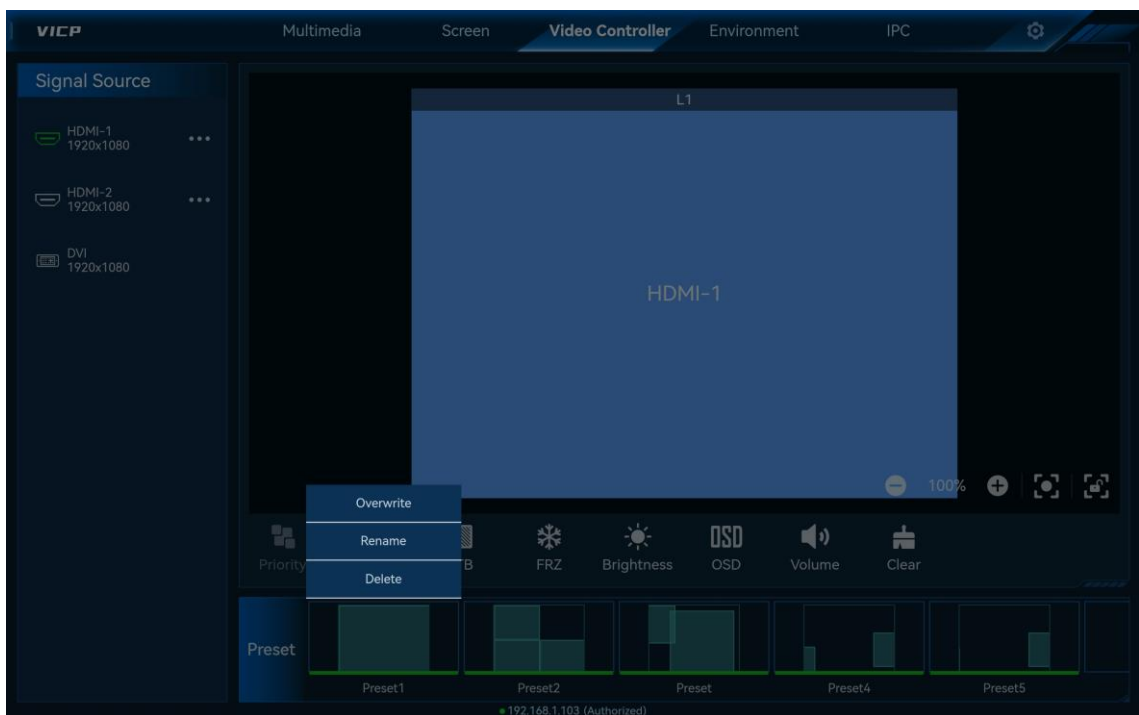 VICP
Multimedia
Screen
Video Controller
Environment
IPC
Signal Source
HDMI-1
1920x1080
HDMI-2
1920x1080
DVI
1920x1080
L1
HDMI-1
100%
Overwrite
Rename
Delete
Priority
TB
FRZ
Brightness
OSD
OSD
Volume
Clear
Preset
Preset1
Preset2
Preset
Preset4
Preset5
192.168.1.103 (Authorized)